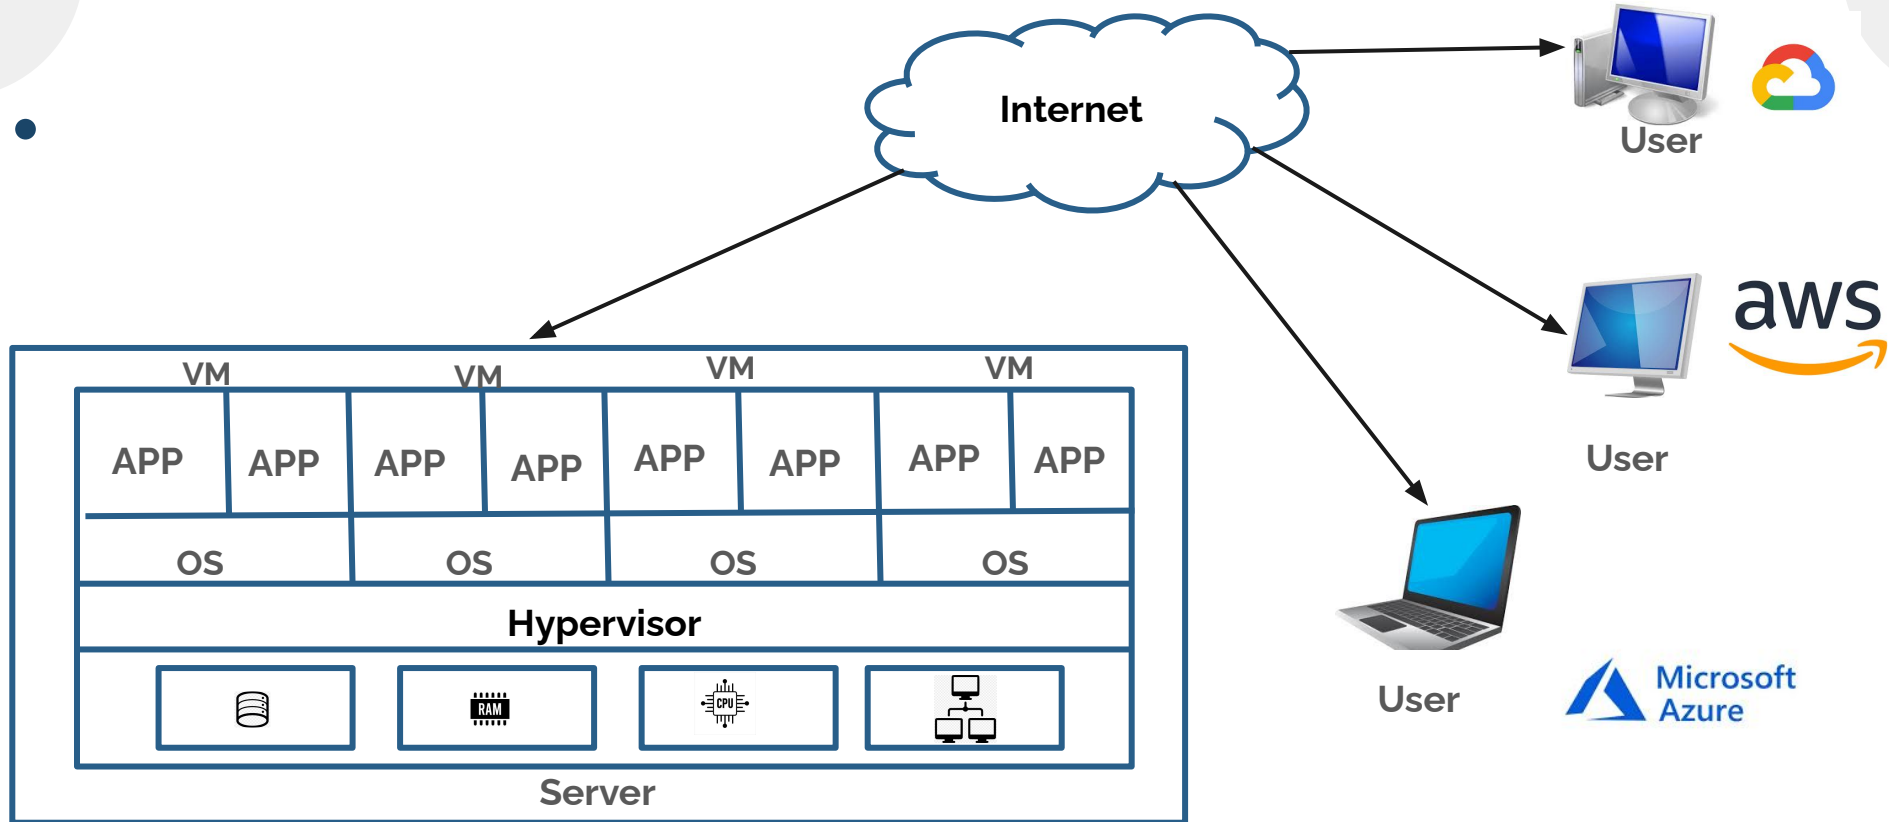 Internet
User
aws
User
VM
VM
VM
VM
APP
APP
APP
APP
APP
APP
APP
APP
OS
OS
OS
OS
Hypervisor
RAM
CPU
Server
User
Microsoft
Azure